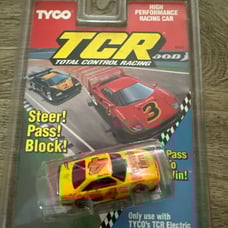 TYCO
HIGH
PERFORMANCE
RACING CAR
TCR
TOTAL CONTROL RACING
3
Steer!
Pass!
Block!
Pass
To
Win!
Only use with
TYCO's TCR Electric